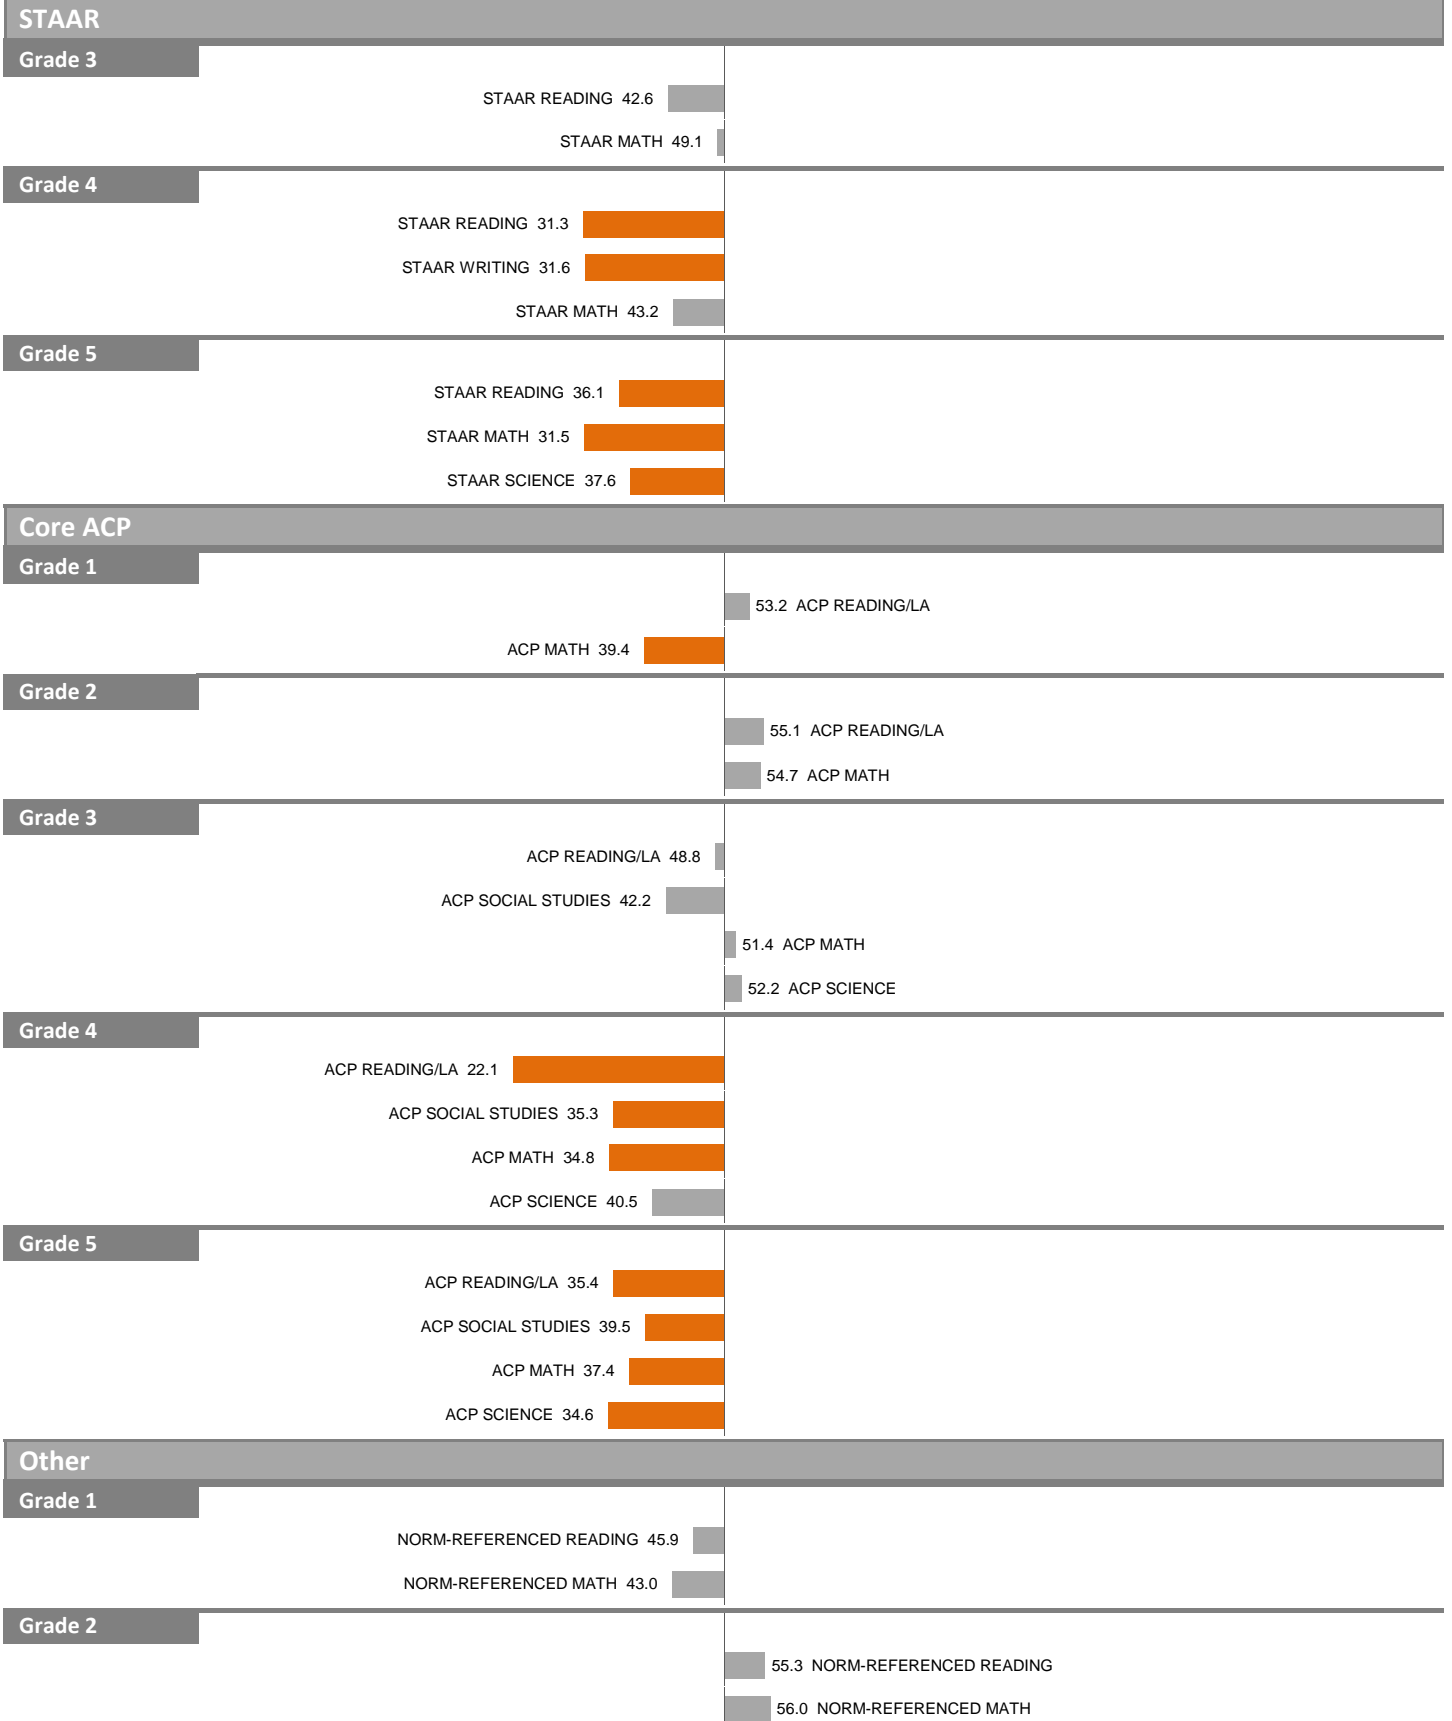 STAAR
Grade 3
STAAR READING 42.6
STAAR MATH 49.1
Grade 4
STAAR READING 31.3
STAAR WRITING 31.6
STAAR MATH 43.2
Grade 5
STAAR READING 36.1
STAAR MATH 31.5
STAAR SCIENCE 37.6
Core ACP
Grade 1
53.2 ACP READING/LA
ACP MATH 39.4
Grade 2
55.1 ACP READING/LA
54.7 ACP MATH
Grade 3
ACP READING/LA 48.8
ACP SOCIAL STUDIES 42.2
51.4 ACP MATH
52.2 ACP SCIENCE
Grade 4
ACP READING/LA 22.1
ACP SOCIAL STUDIES 35.3
ACP MATH 34.8
ACP SCIENCE 40.5
Grade 5
ACP READING/LA 35.4
ACP SOCIAL STUDIES 39.5
ACP MATH 37.4
ACP SCIENCE 34.6
Other
Grade 1
NORM-REFERENCED READING 45.9
NORM-REFERENCED MATH 43.0
Grade 2
55.3 NORM-REFERENCED READING
56.0 NORM-REFERENCED MATH